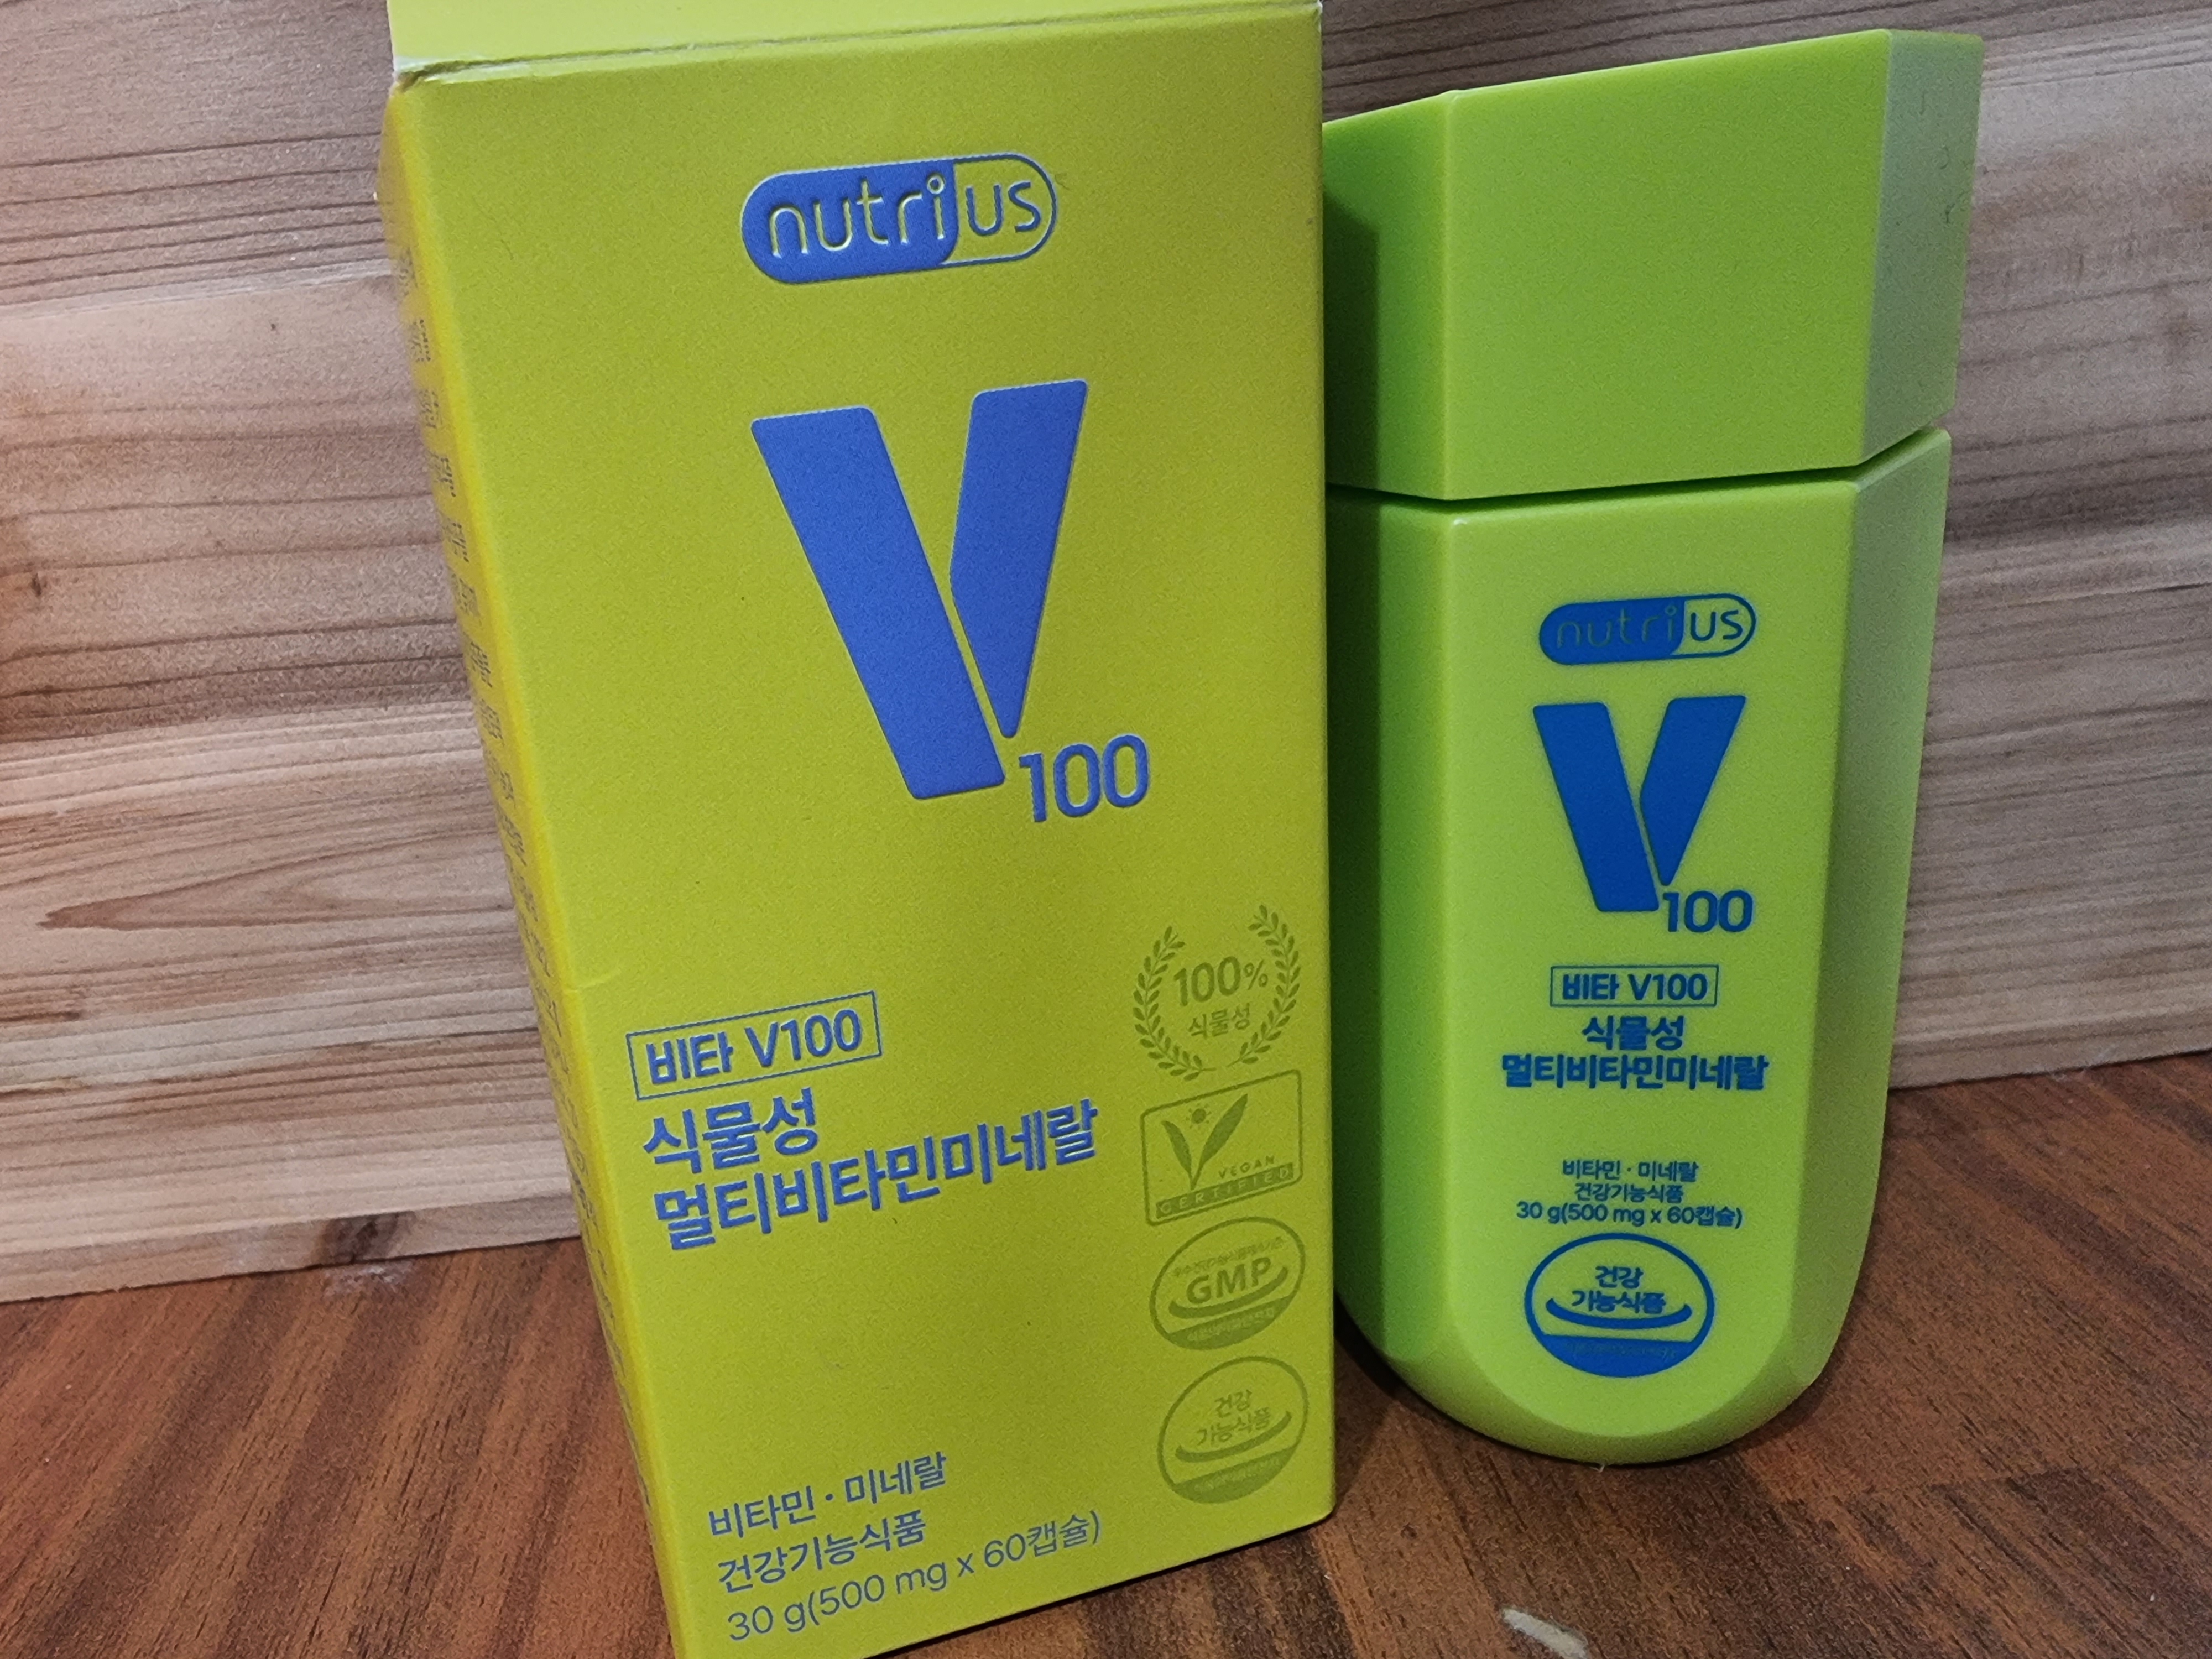 nutrius
V100
비타 V100
식물성
멀티비타민미네랄
100%
식물성
VEGAN
CERTIFIED
GMP
건강
기능식품
비타민 · 미네랄
건강기능식품
30 g(500 mg x 60캡슐)
nutrius
V100
비타 V100
식물성
멀티비타민미네랄
비타민 · 미네랄
건강기능식품
30 g(500 mg x 60캡슐)
건강
기능식품